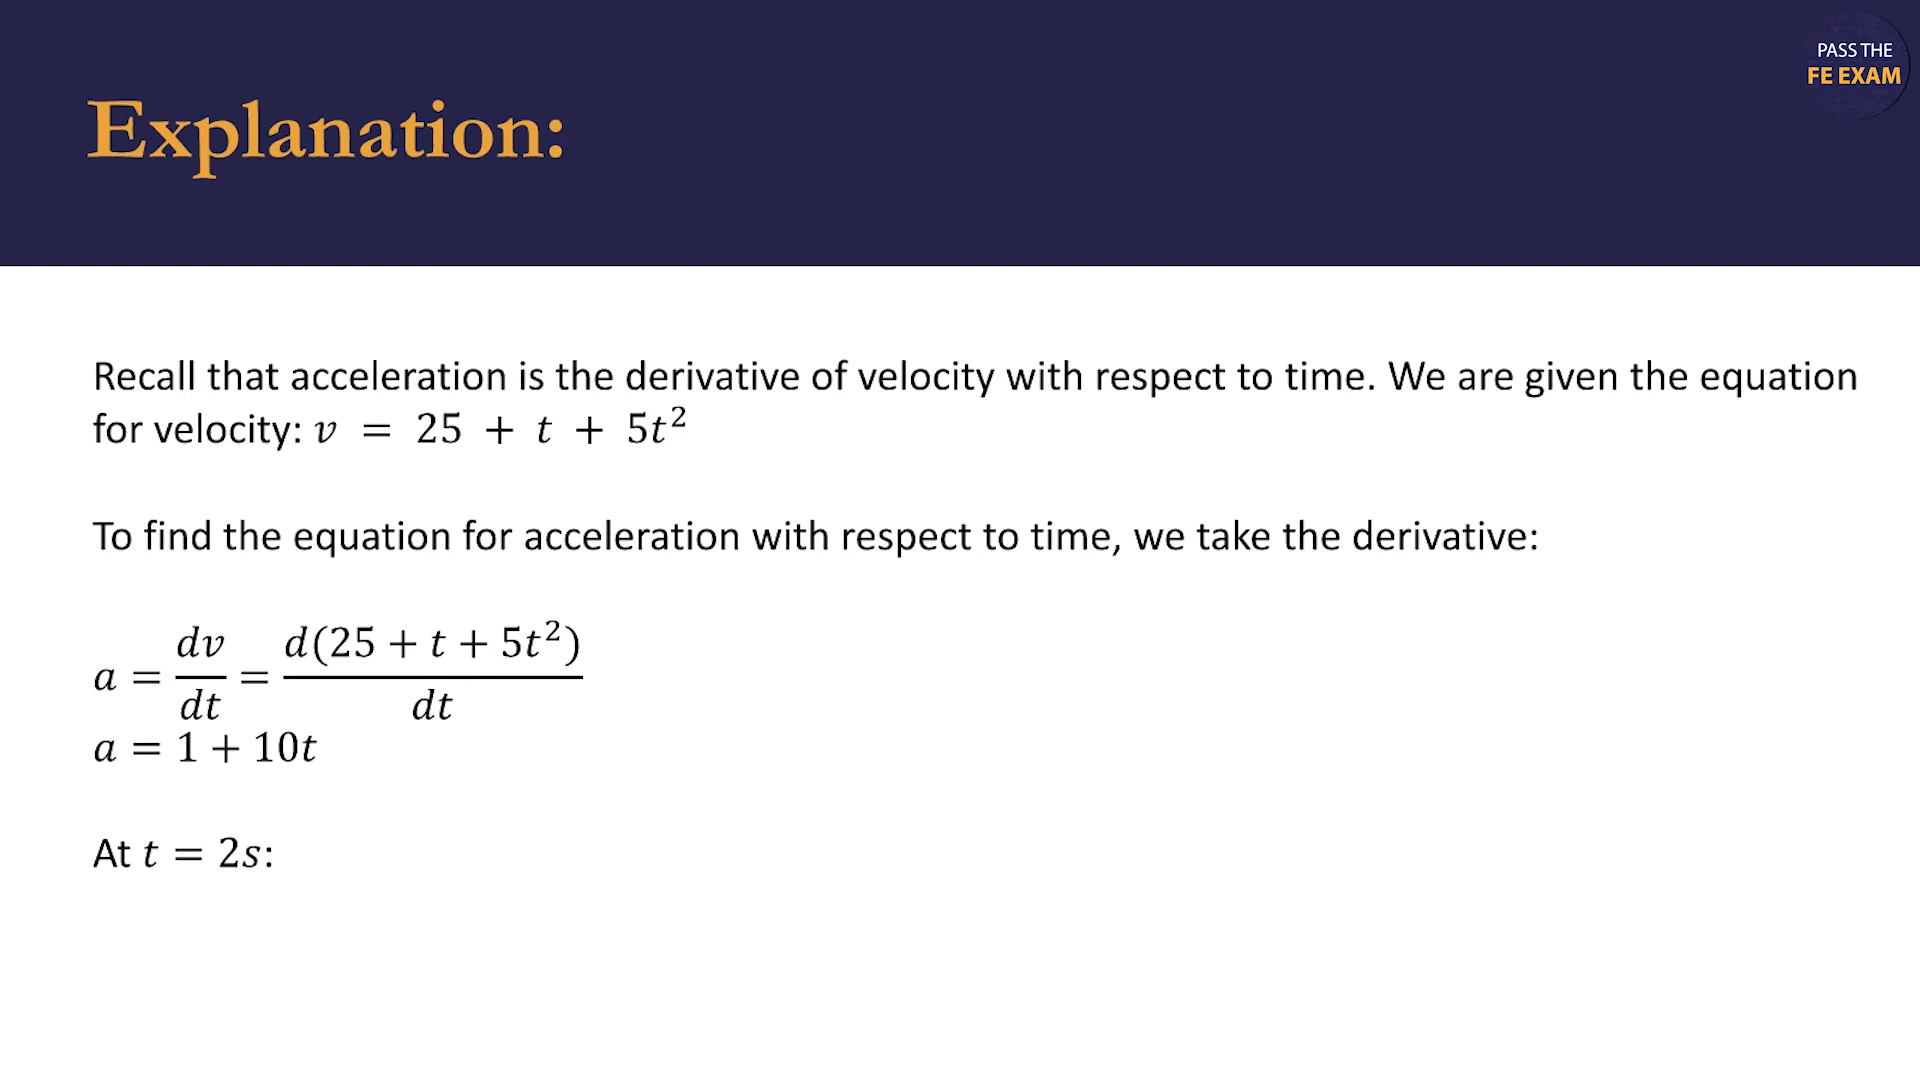 PASS THE
FE EXAM
Explanation:
Recall that acceleration is the derivative of velocity with respect to time. We are given the equation
for velocity: v = 25 + t + 5t²
To find the equation for acceleration with respect to time, we take the derivative:
a = dv/dt = d(25 + t + 5t²)/dt
a = 1 + 10t
At t = 2s: